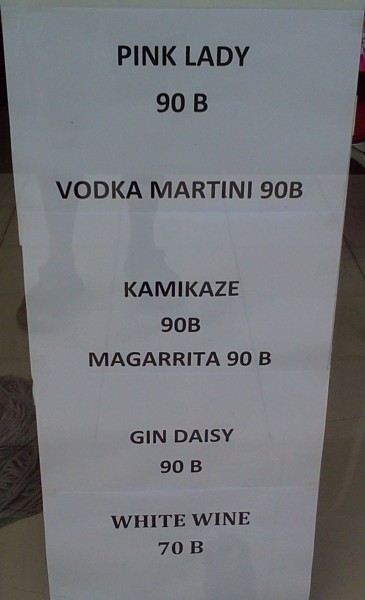 PINK LADY
90 B
VODKA MARTINI 90B
KAMIKAZE
90B
MAGARRITA 90 B
GIN DAISY
90 B
WHITE WINE
70 B